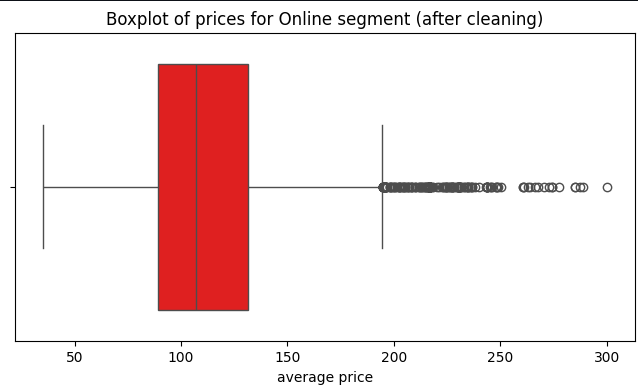 Boxplot of prices for Online segment (after cleaning)
50 100 150 200 250 300
average price